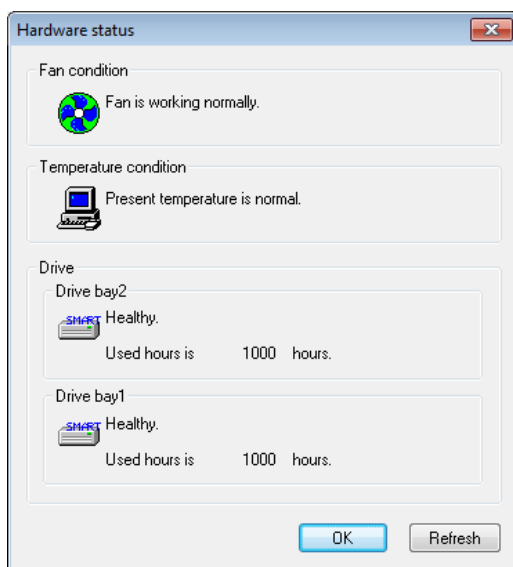 Hardware status
Fan condition
Fan is working normally.
Temperature condition
Present temperature is normal.
Drive
Drive bay2
SMART Healthy.
Used hours is 1000 hours.
Drive bay1
SMART Healthy.
Used hours is 1000 hours.
OK Refresh